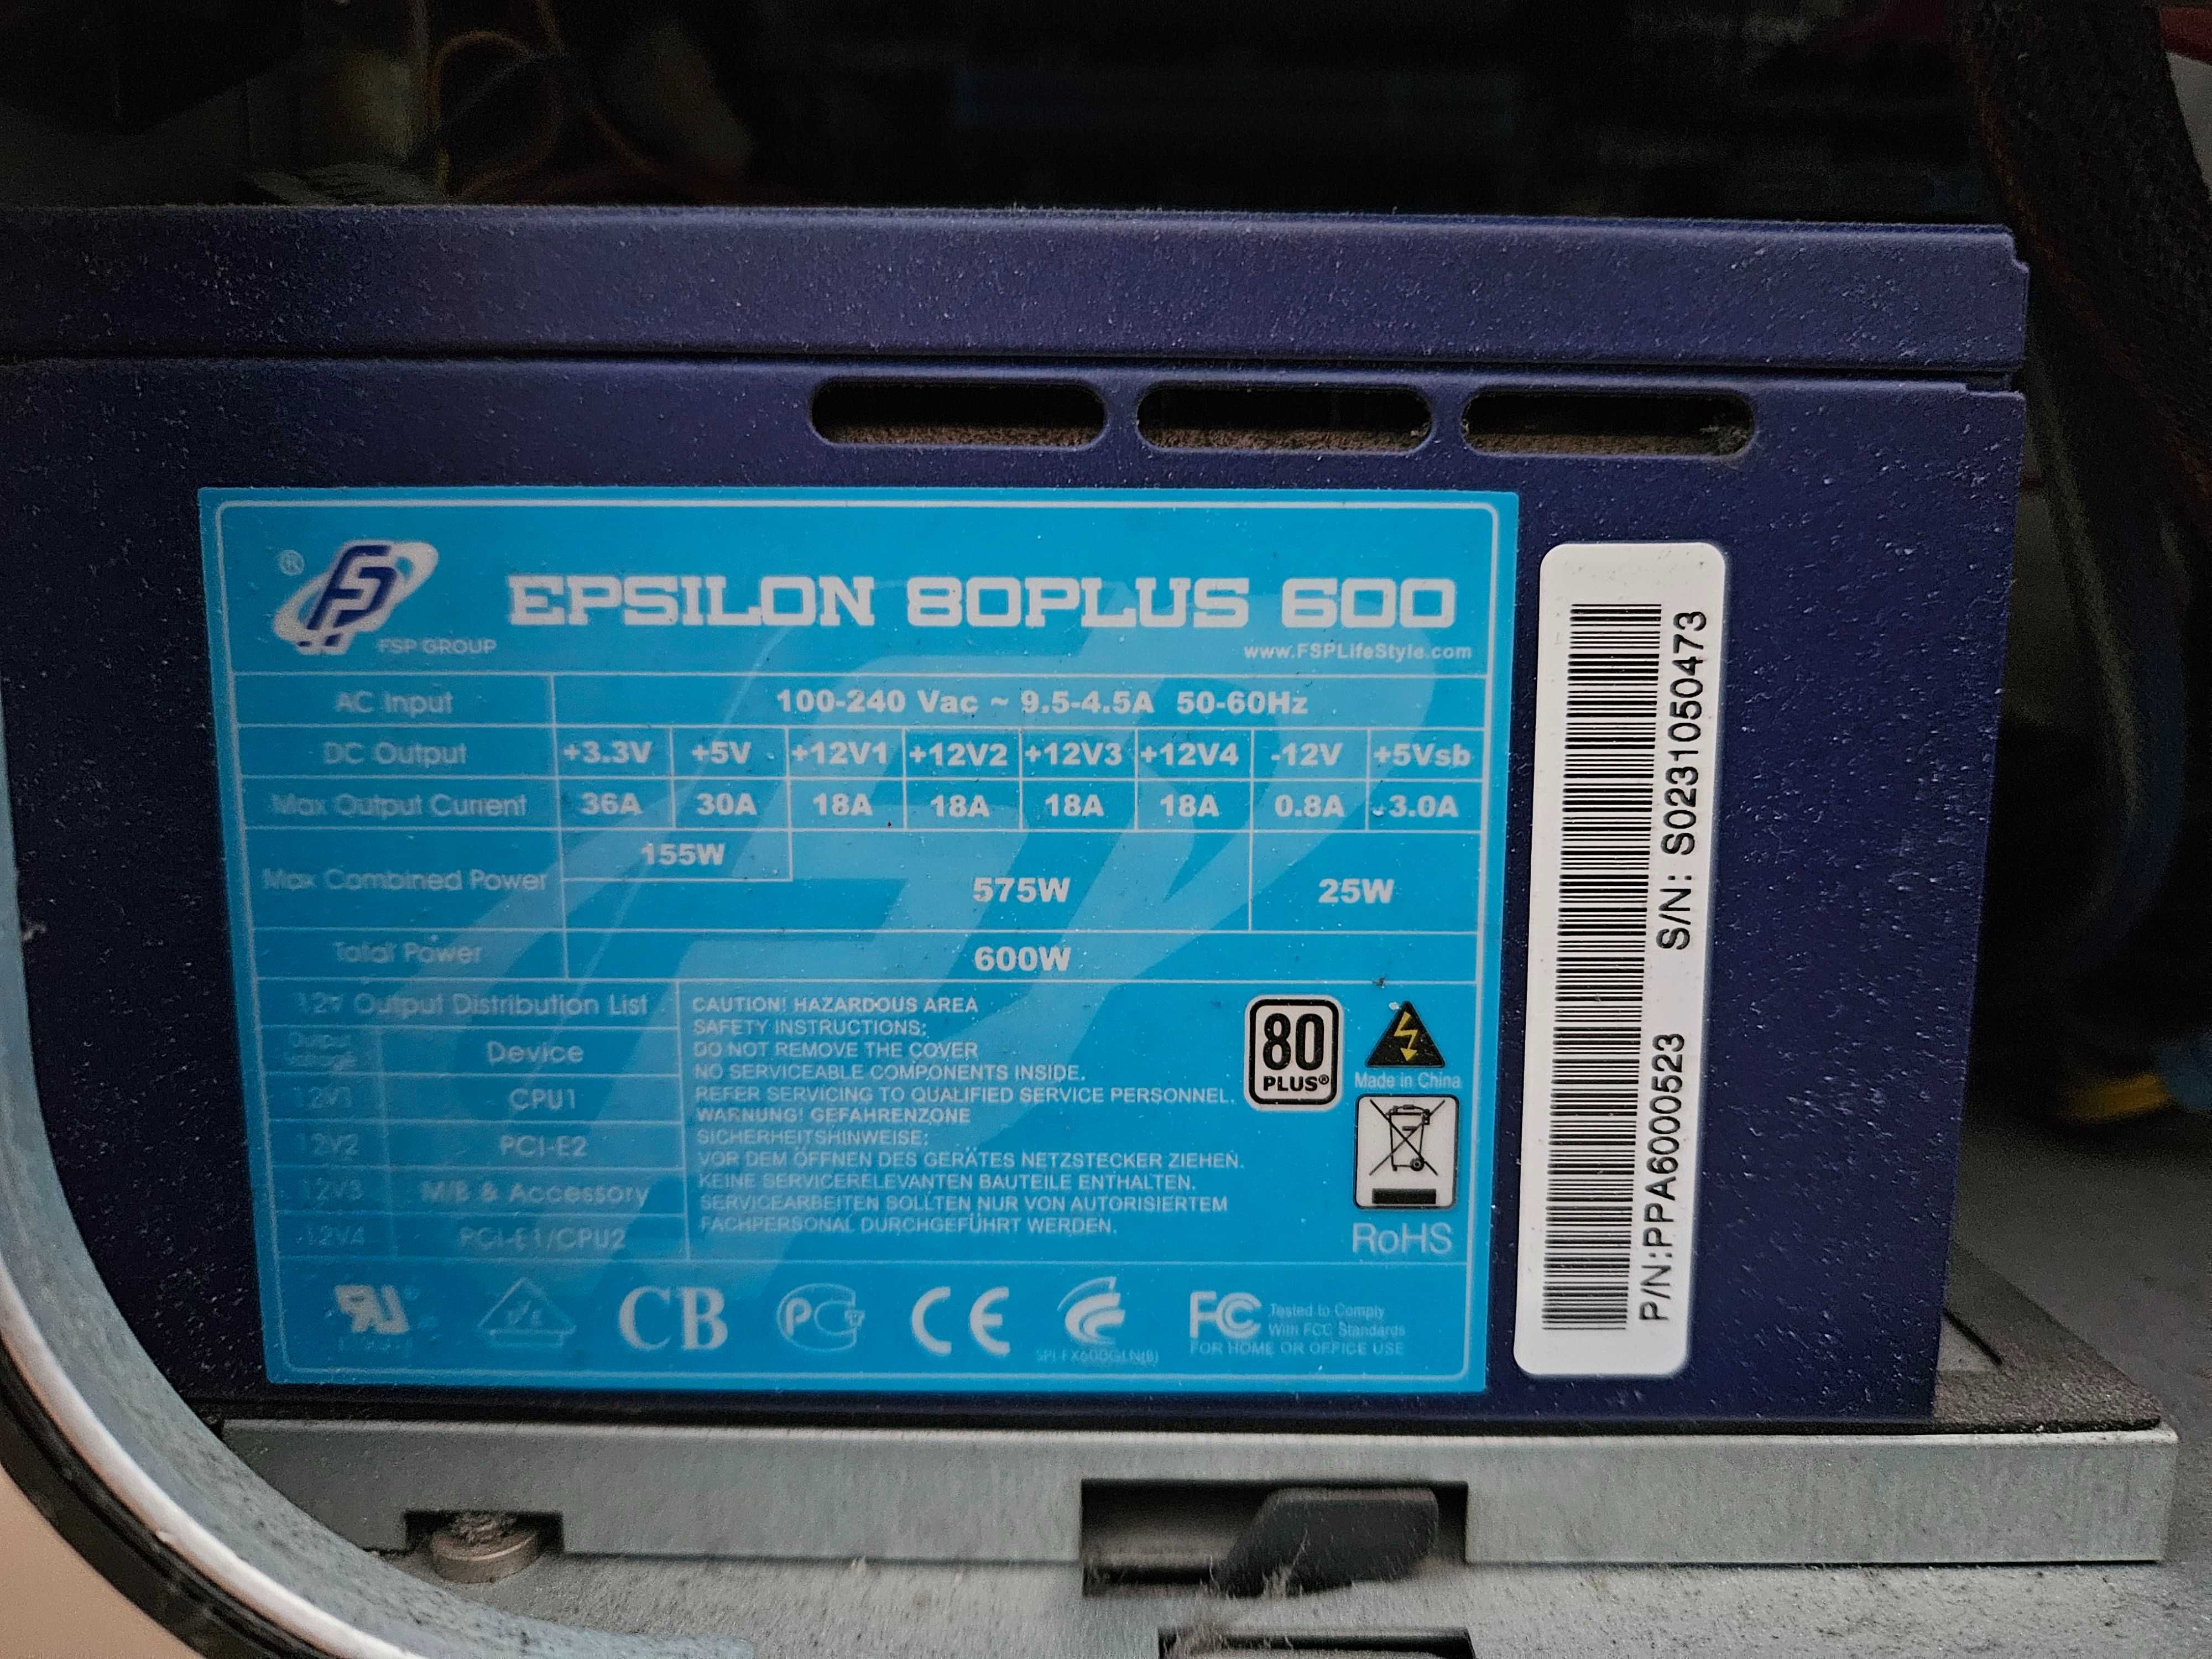 ®
FSP GROUP
EPSILON 80PLUS 600
www.FSPLifeStyle.com
AC Input 100-240 Vac ~ 9.5-4.5A 50-60Hz
DC Output +3.3V +5V +12V1 +12V2 +12V3 +12V4 -12V +5Vsb
Max Output Current 36A 30A 18A 18A 18A 18A 0.8A 3.0A
Max Combined Power 155W 575W 25W
Total Power 600W
12V Output Distribution List
Output Voltage Device
12V1 CPU1
12V2 PCI-E2
12V3 M/B & Accessory
12V4 PCI-E1/CPU2
CAUTION! HAZARDOUS AREA
SAFETY INSTRUCTIONS:
DO NOT REMOVE THE COVER
NO SERVICEABLE COMPONENTS INSIDE.
REFER SERVICING TO QUALIFIED SERVICE PERSONNEL.
WARNUNG! GEFAHRENZONE
SICHERHEITSHINWEISE:
VOR DEM ÖFFNEN DES GERÄTES NETZSTECKER ZIEHEN.
KEINE SERVICERELEVANTEN BAUTEILE ENTHALTEN.
SERVICEARBEITEN SOLLTEN NUR VON AUTORISIERTEM
FACHPERSONAL DURCHGEFÜHRT WERDEN.
80
PLUS®
Made in China
RoHS
CB
CE
FC
Tested to Comply
With FCC Standards
FOR HOME OR OFFICE USE
S/N: S0231050473
P/N:PPA6000523